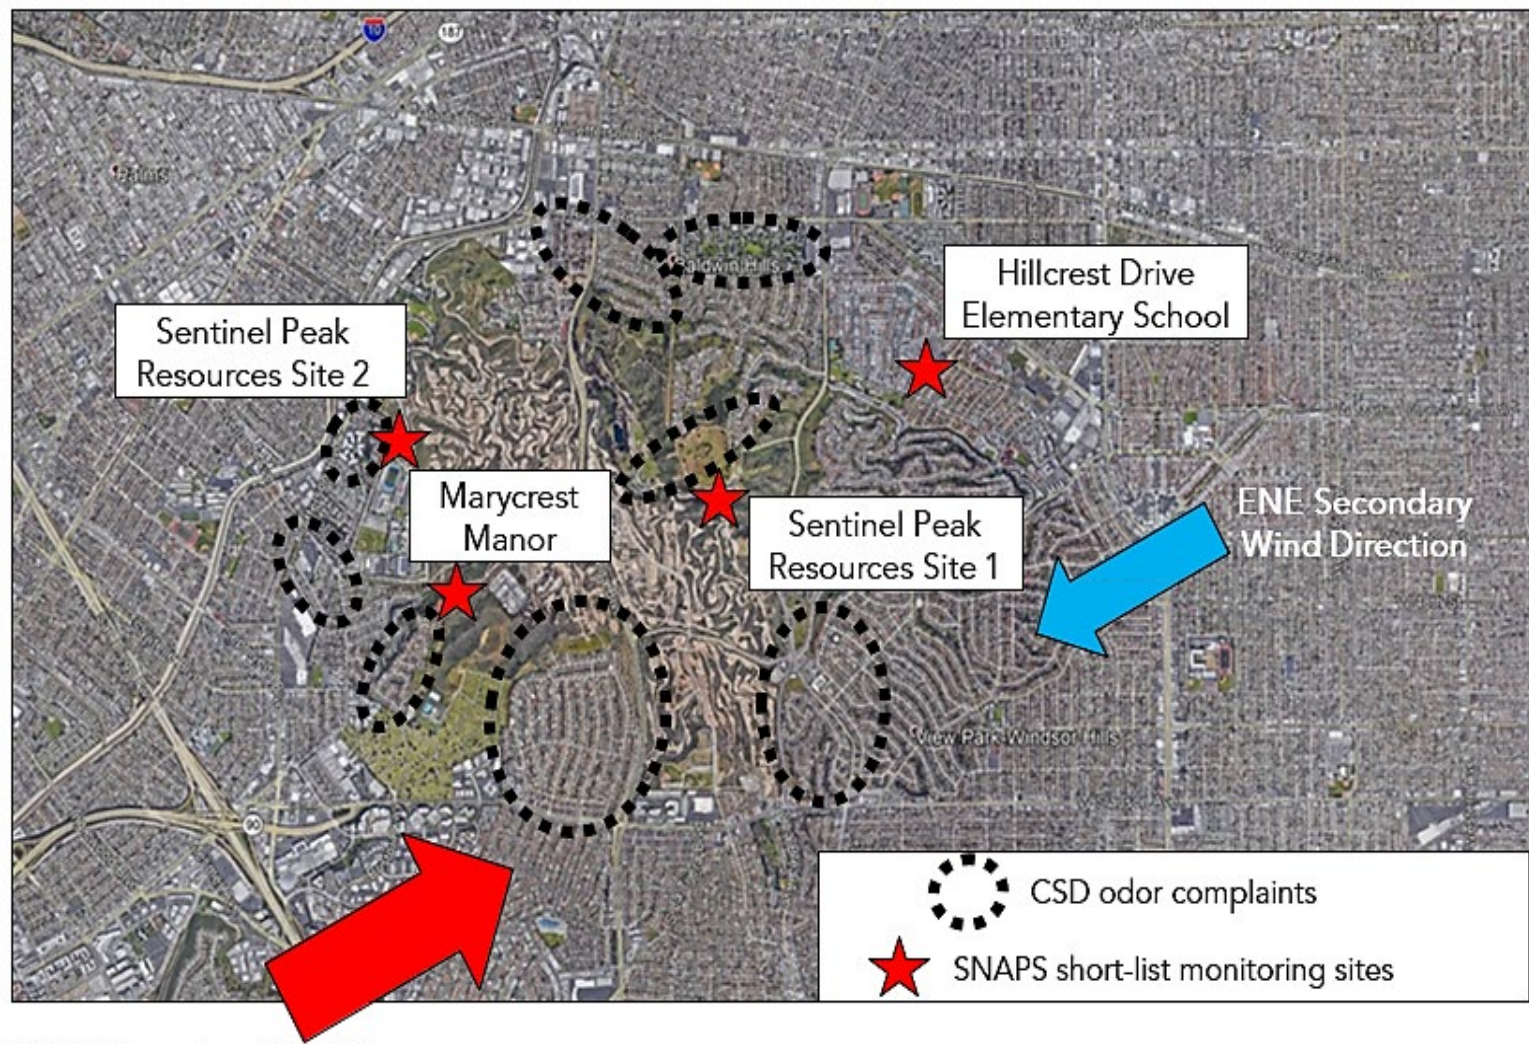 10
187
Palms
Baldwin Hills
Hillcrest Drive
Elementary School
Sentinel Peak
Resources Site 2
Marycrest
Manor
ENE Secondary
Wind Direction
Sentinel Peak
Resources Site 1
View Park-Windsor Hills
90
CSD odor complaints
SNAPS short-list monitoring sites